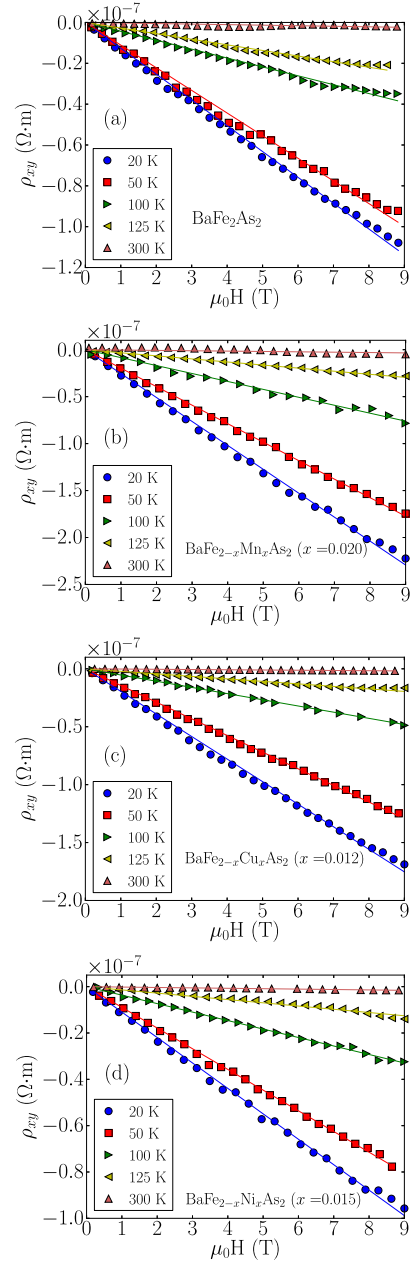 ×10⁻⁷
0.0
−0.2
−0.4
−0.6
−0.8
−1.0
−1.2
ρxy (Ω·m)
(a)
20 K
50 K
100 K
125 K
300 K
BaFe₂As₂
0 1 2 3 4 5 6 7 8 9
μ₀H (T)
×10⁻⁷
0.0
−0.5
−1.0
−1.5
−2.0
−2.5
ρxy (Ω·m)
(b)
20 K
50 K
100 K
125 K
300 K
BaFe₂₋ₓMnₓAs₂ (x =0.020)
0 1 2 3 4 5 6 7 8 9
μ₀H (T)
×10⁻⁷
0.0
−0.5
−1.0
−1.5
−2.0
ρxy (Ω·m)
(c)
20 K
50 K
100 K
125 K
300 K
BaFe₂₋ₓCuₓAs₂ (x =0.012)
0 1 2 3 4 5 6 7 8 9
μ₀H (T)
×10⁻⁷
0.0
−0.2
−0.4
−0.6
−0.8
−1.0
ρxy (Ω·m)
(d)
20 K
50 K
100 K
125 K
300 K
BaFe₂₋ₓNiₓAs₂ (x =0.015)
0 1 2 3 4 5 6 7 8 9
μ₀H (T)